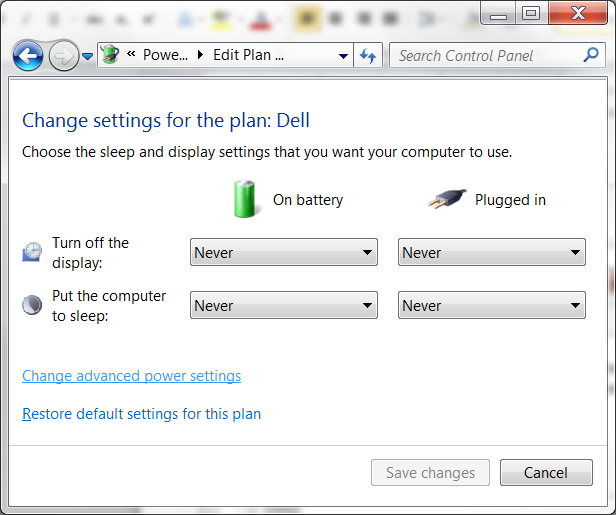 « Powe... Edit Plan ... Search Control Panel
Change settings for the plan: Dell
Choose the sleep and display settings that you want your computer to use.
On battery Plugged in
Turn off the
display: Never Never
Put the computer
to sleep: Never Never
Change advanced power settings
Restore default settings for this plan
Save changes Cancel